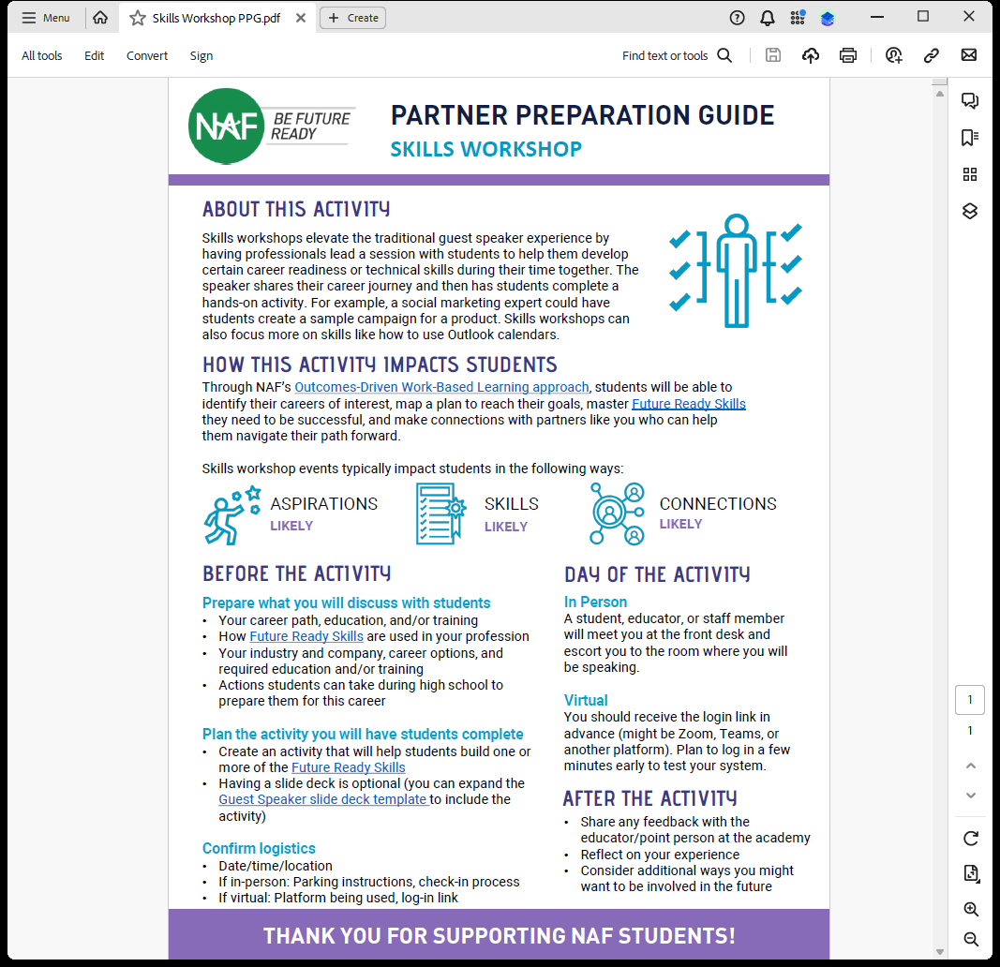 Menu
Skills Workshop PPG.pdf
Create
All tools
Edit
Convert
Sign
Find text or tools
NAF
BE FUTURE
READY
PARTNER PREPARATION GUIDE
SKILLS WORKSHOP
ABOUT THIS ACTIVITY
Skills workshops elevate the traditional guest speaker experience by
having professionals lead a session with students to help them develop
certain career readiness or technical skills during their time together. The
speaker shares their career journey and then has students complete a
hands-on activity. For example, a social marketing expert could have
students create a sample campaign for a product. Skills workshops can
also focus more on skills like how to use Outlook calendars.
HOW THIS ACTIVITY IMPACTS STUDENTS
Through NAF's Outcomes-Driven Work-Based Learning approach, students will be able to
identify their careers of interest, map a plan to reach their goals, master Future Ready Skills
they need to be successful, and make connections with partners like you who can help
them navigate their path forward.
Skills workshop events typically impact students in the following ways:
ASPIRATIONS
LIKELY
SKILLS
LIKELY
CONNECTIONS
LIKELY
BEFORE THE ACTIVITY
Prepare what you will discuss with students
• Your career path, education, and/or training
• How Future Ready Skills are used in your profession
• Your industry and company, career options, and
required education and/or training
• Actions students can take during high school to
prepare them for this career
Plan the activity you will have students complete
• Create an activity that will help students build one or
more of the Future Ready Skills
• Having a slide deck is optional (you can expand the
Guest Speaker slide deck template to include the
activity)
Confirm logistics
• Date/time/location
• If in-person: Parking instructions, check-in process
• If virtual: Platform being used, log-in link
DAY OF THE ACTIVITY
In Person
A student, educator, or staff member
will meet you at the front desk and
escort you to the room where you will
be speaking.
Virtual
You should receive the login link in
advance (might be Zoom, Teams, or
another platform). Plan to log in a few
minutes early to test your system.
AFTER THE ACTIVITY
• Share any feedback with the
educator/point person at the academy
• Reflect on your experience
• Consider additional ways you might
want to be involved in the future
THANK YOU FOR SUPPORTING NAF STUDENTS!
1
1